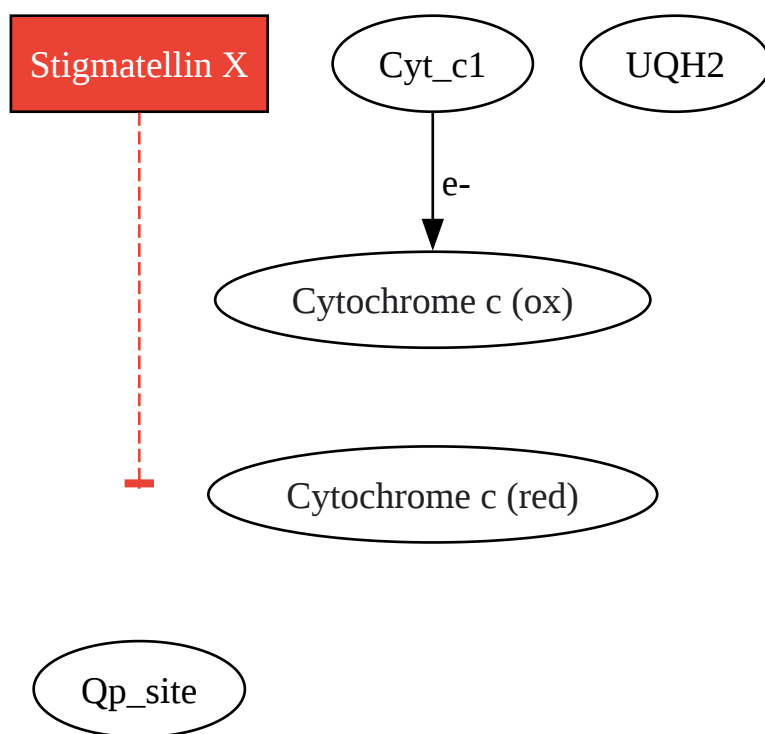 Stigmatellin X
Cyt_c1
UQH2
e-
Cytochrome c (ox)
Cytochrome c (red)
Qp_site